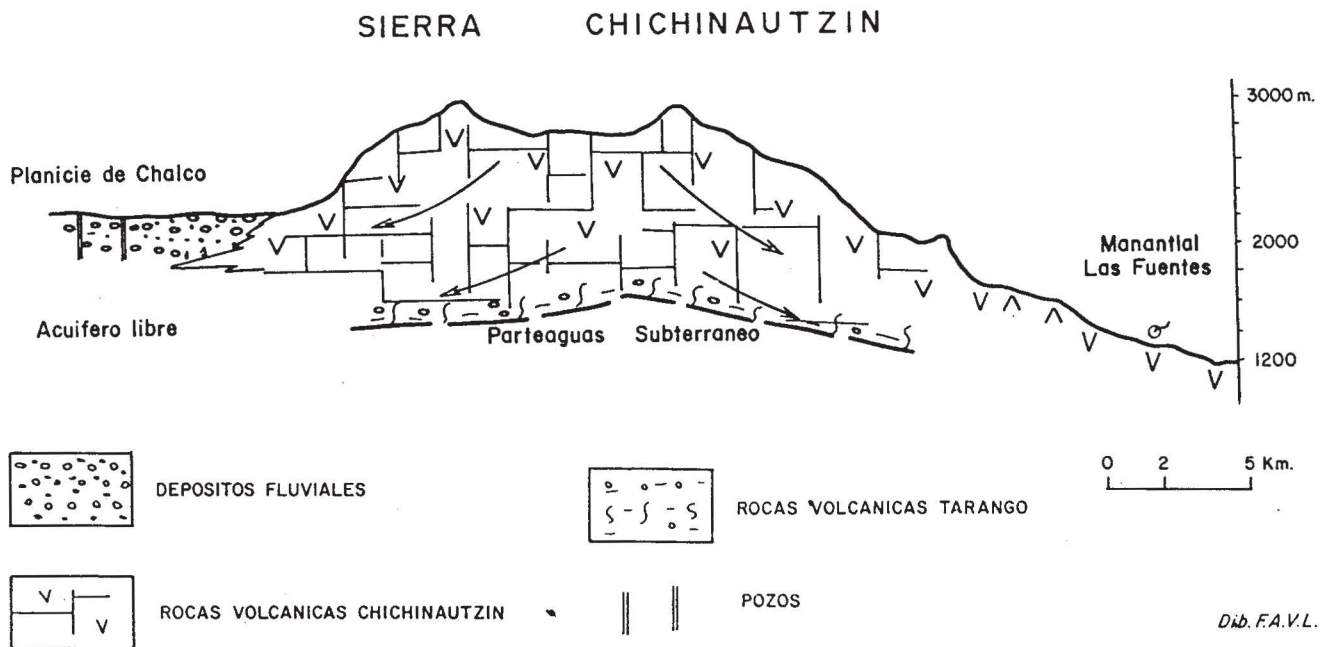 SIERRA CHICHINAUTZIN
3000 m.
Planicie de Chalco
2000
Manantial
Las Fuentes
Acuifero libre
Parteaguas Subterraneo
1200
0 2 5 Km.
DEPOSITOS FLUVIALES
ROCAS VOLCANICAS TARANGO
ROCAS VOLCANICAS CHICHINAUTZIN
POZOS
Dib. F.A.V.L.